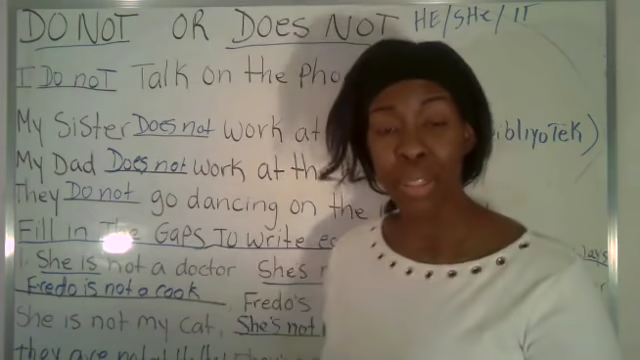 DO NOT OR DOES NOT HE/SHE/IT
I Do noT Talk on the Pho
My Sister Does not work at ibliyoTeK)
My Dad Does not work at th
They Do not go dancing on the
Fill in The GAPS To write
1. She is not a doctor She's
Fredo is not a cook Fredo's
She is not my cat, She's not
they are not